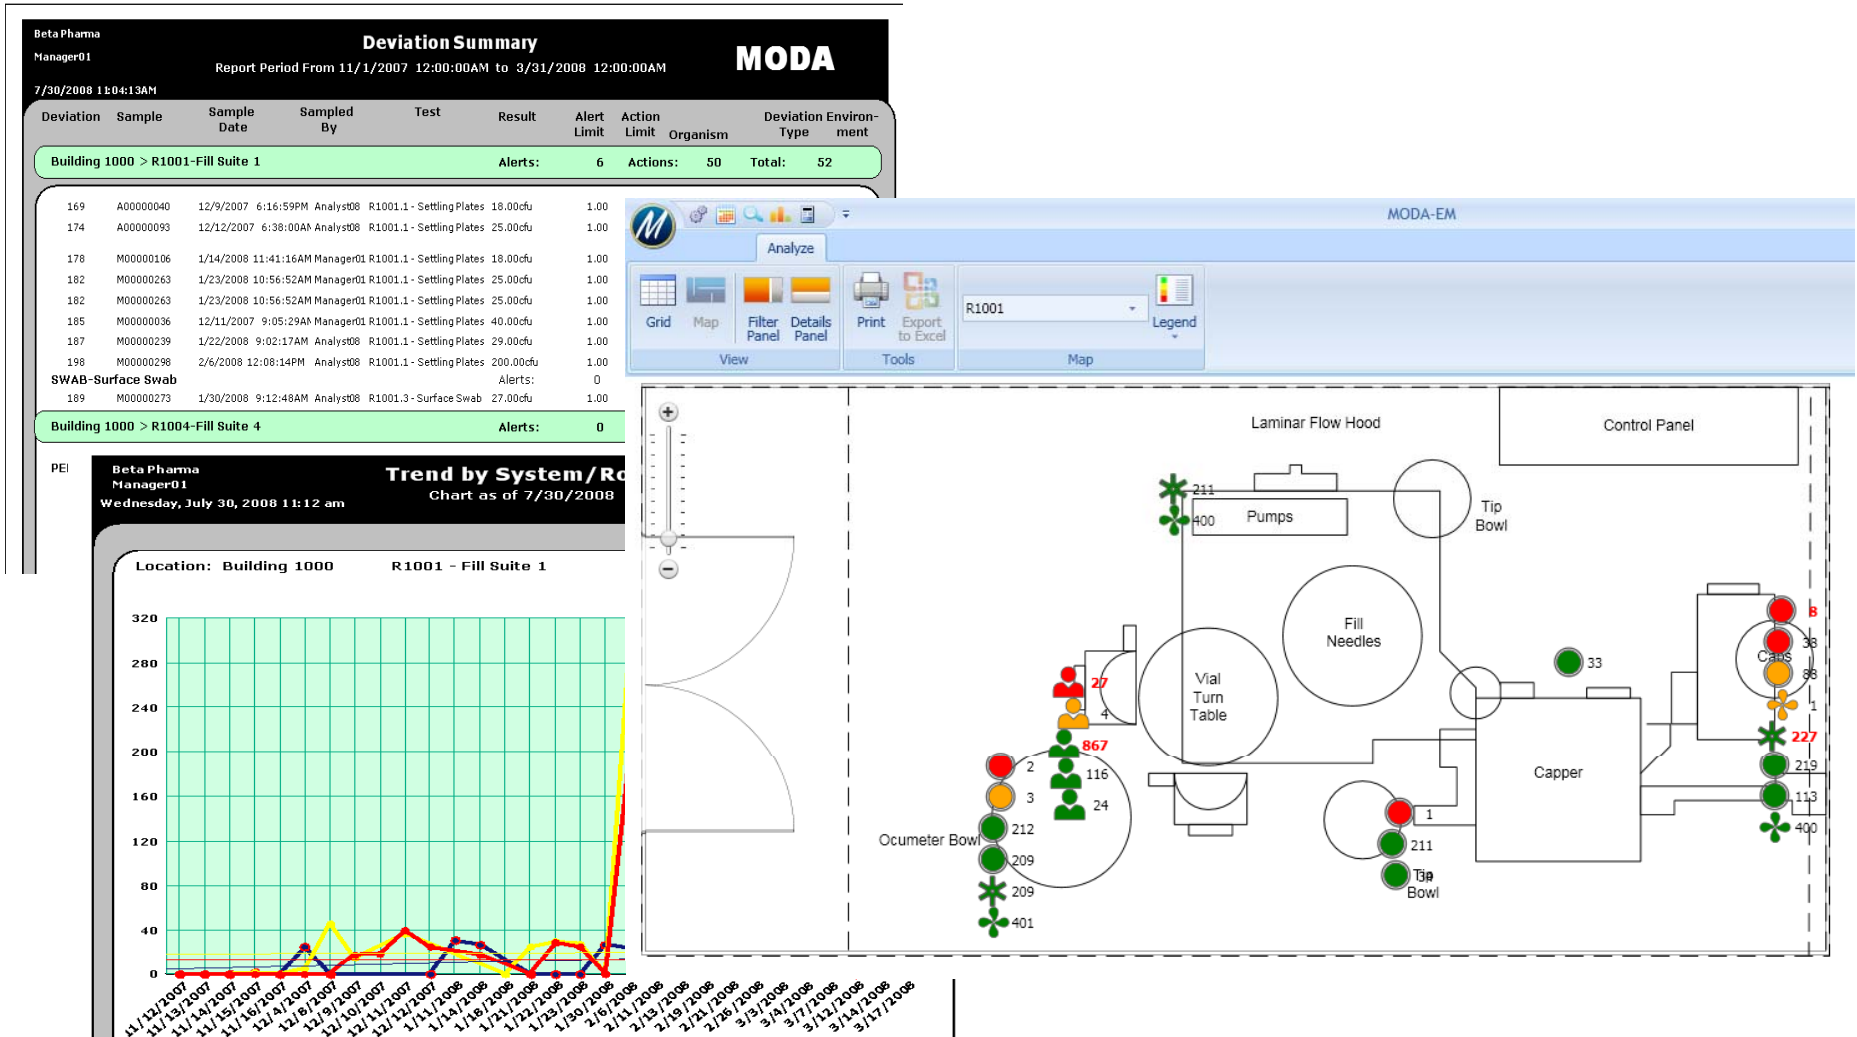 Beta Pharma
Manager01
7/30/2008 11:04:13AM
Deviation Summary
Report Period From 11/1/2007 12:00:00AM to 3/31/2008 12:00:00AM
MODA
Deviation Sample Sample Date Sampled By Test Result Alert Limit Action Limit Organism Deviation Type Environ-ment
Building 1000 > R1001-Fill Suite 1 Alerts: 6 Actions: 50 Total: 52
169 A00000040 12/9/2007 6:16:59PM Analyst08 R1001.1 - Settling Plates 18.00cfu 1.00
174 A00000093 12/12/2007 6:38:00AM Analyst08 R1001.1 - Settling Plates 25.00cfu 1.00
178 M00000106 1/14/2008 11:41:16AM Manager01 R1001.1 - Settling Plates 18.00cfu 1.00
182 M00000263 1/23/2008 10:56:52AM Manager01 R1001.1 - Settling Plates 25.00cfu 1.00
182 M00000263 1/23/2008 10:56:52AM Manager01 R1001.1 - Settling Plates 25.00cfu 1.00
185 M00000036 12/11/2007 9:05:29AM Manager01 R1001.1 - Settling Plates 40.00cfu 1.00
187 M00000239 1/22/2008 9:02:17AM Analyst08 R1001.1 - Settling Plates 29.00cfu 1.00
198 M00000298 2/6/2008 12:08:14PM Analyst08 R1001.1 - Settling Plates 200.00cfu 1.00
SWAB-Surface Swab Alerts: 0
189 M00000273 1/30/2008 9:12:48AM Analyst08 R1001.3 - Surface Swab 27.00cfu 1.00
Building 1000 > R1004-Fill Suite 4 Alerts: 0
Beta Pharma
Manager01
Wednesday, July 30, 2008 11:12 am
Trend by System/Ro
Chart as of 7/30/2008
Location: Building 1000 R1001 - Fill Suite 1
320
280
240
200
160
120
80
40
0
11/12/2007
11/13/2007
11/14/2007
11/15/2007
11/16/2007
12/4/2007
12/8/2007
12/9/2007
12/10/2007
12/11/2007
12/12/2007
1/11/2008
1/14/2008
1/18/2008
1/21/2008
1/22/2008
1/23/2008
1/30/2008
2/6/2008
2/11/2008
2/13/2008
2/19/2008
2/21/2008
2/26/2008
3/3/2008
3/4/2008
3/7/2008
3/12/2008
3/14/2008
3/17/2008
M
MODA-EM
Analyze
Grid
Map
Filter Panel
Details Panel
View
Print
Export to Excel
Tools
R1001
Legend
Map
Laminar Flow Hood
Control Panel
211
400
Pumps
Tip
Bowl
Fill
Needles
33
8
38
Caps
88
1
227
219
113
400
Vial
Turn
Table
27
4
867
116
24
2
3
212
209
209
401
Ocumeter Bowl
Capper
1
211
Tip
Bowl